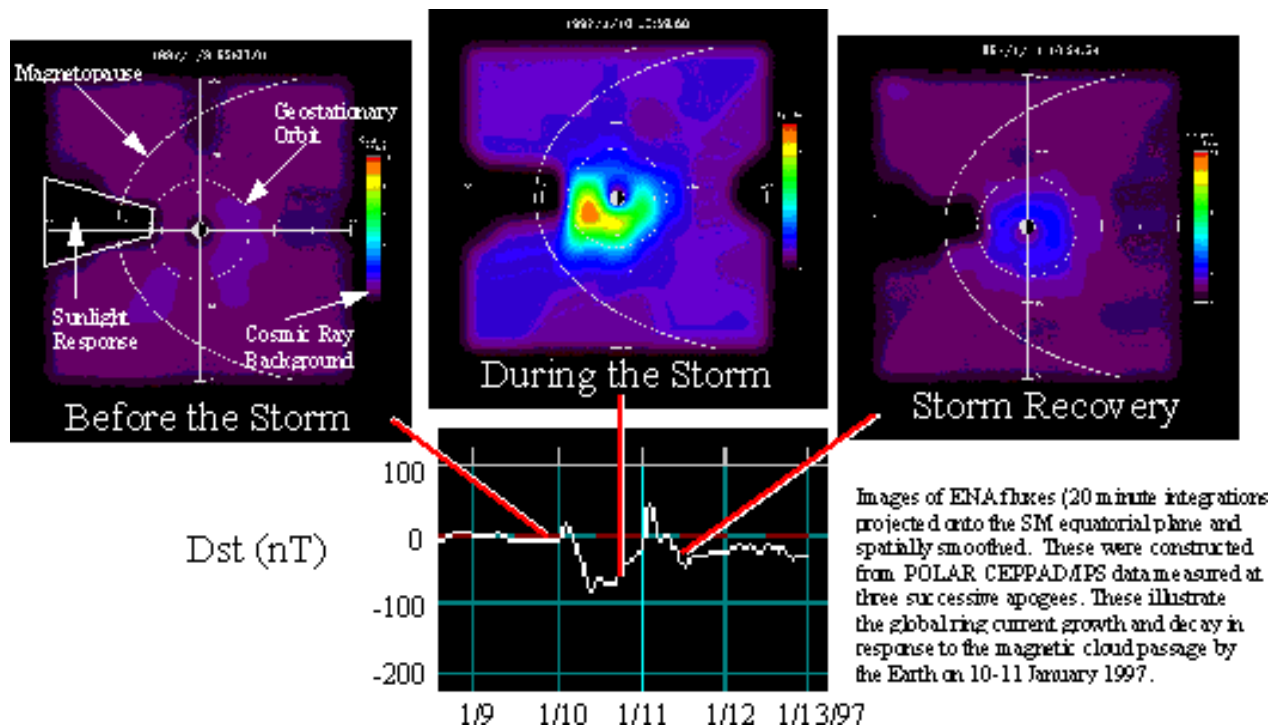 Magnetopause
Geostationary
Orbit
Sunlight
Response
Cosmic Ray
Background
Before the Storm
During the Storm
Storm Recovery
Dst (nT)
100
0
-100
-200
1/9
1/10
1/11
1/12
1/13/97
Images of ENA fluxes (20 minute integrations
projected onto the SM equatorial plane and
spatially smoothed. These were constructed
from POLAR CEPPAD/IPS data measured at
three successive apogees. These illustrate
the global ring current growth and decay in
response to the magnetic cloud passage by
the Earth on 10-11 January 1997.